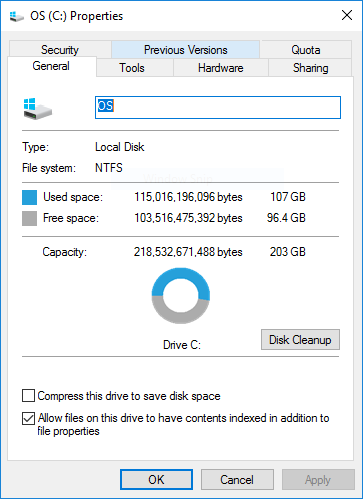 OS (C:) Properties
Security Previous Versions Quota
General Tools Hardware Sharing
OS
Type: Local Disk
File system: NTFS
Used space: 115,016,196,096 bytes 107 GB
Free space: 103,516,475,392 bytes 96.4 GB
Capacity: 218,532,671,488 bytes 203 GB
Drive C: Disk Cleanup
Compress this drive to save disk space
Allow files on this drive to have contents indexed in addition to
file properties
OK Cancel Apply